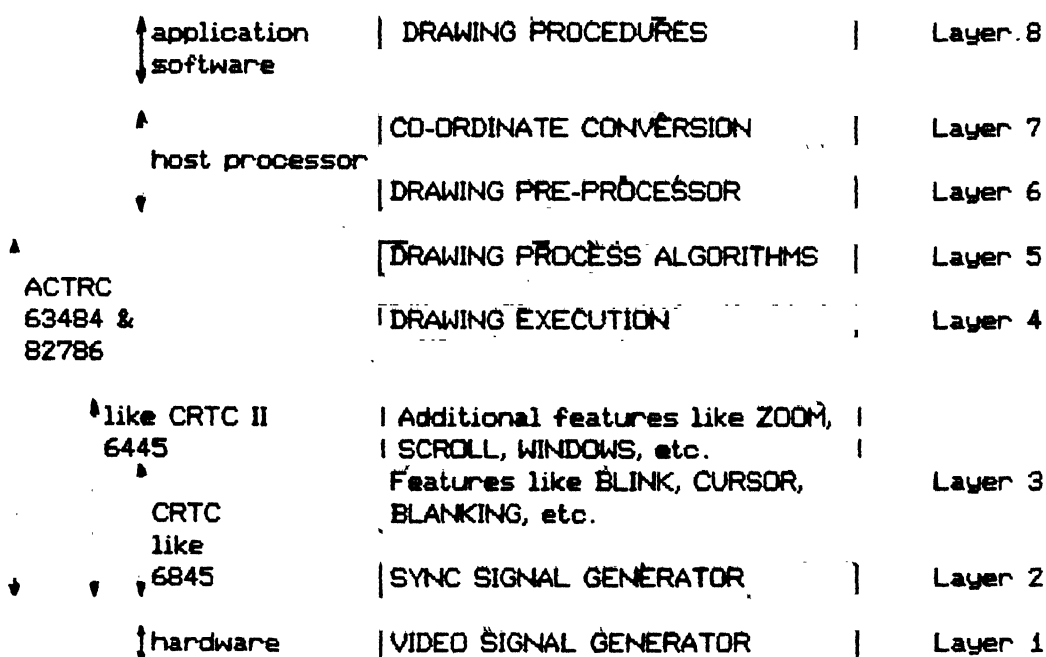 application | DRAWING PROCEDURES | Layer 8
software
| CO-ORDINATE CONVERSION | Layer 7
host processor
| DRAWING PRE-PROCESSOR | Layer 6
| DRAWING PROCESS ALGORITHMS | Layer 5
ACTRC
63484 & | DRAWING EXECUTION | Layer 4
82786
like CRTC II | Additional features like ZOOM, |
6445 | SCROLL, WINDOWS, etc. |
Features like BLINK, CURSOR, Layer 3
CRTC BLANKING, etc.
like
6845 | SYNC SIGNAL GENERATOR | Layer 2
hardware | VIDEO SIGNAL GENERATOR | Layer 1